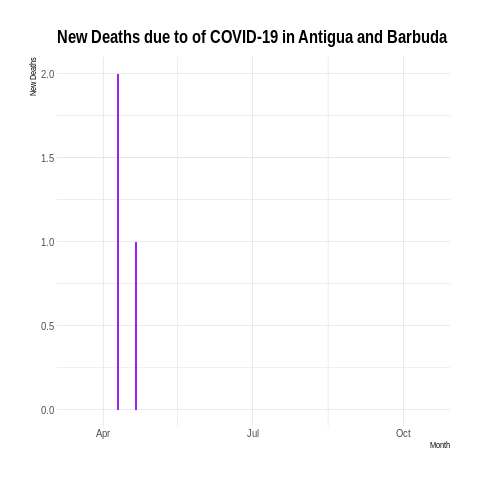 New Deaths due to of COVID-19 in Antigua and Barbuda
New Deaths
2.0
1.5
1.0
0.5
0.0
Apr
Jul
Oct
Month